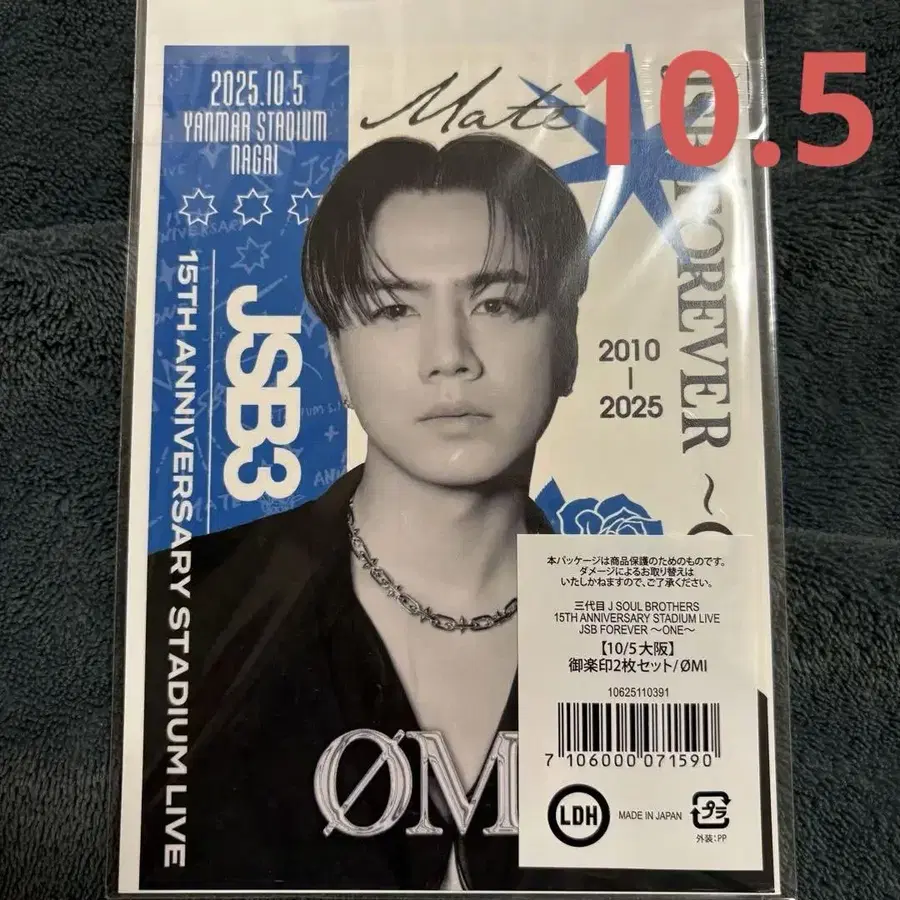 10.5
2025.10.5
YANMAR STADIUM
NAGAI
Mate
JSB FOREVER ~
15TH ANNIVERSARY STADIUM LIVE
JSB3
2010
-
2025
ØM
本パッケージは商品保護のためのものです。
ダメージによるお取り替えは
いたしかねますので、ご了承ください。
三代目 J SOUL BROTHERS
15TH ANNIVERSARY STADIUM LIVE
JSB FOREVER ～ONE～
【10/5 大阪】
御楽印2枚セット/ØMI
10625110391
7 106000 071590
LDH
MADE IN JAPAN
プラ
外装:PP